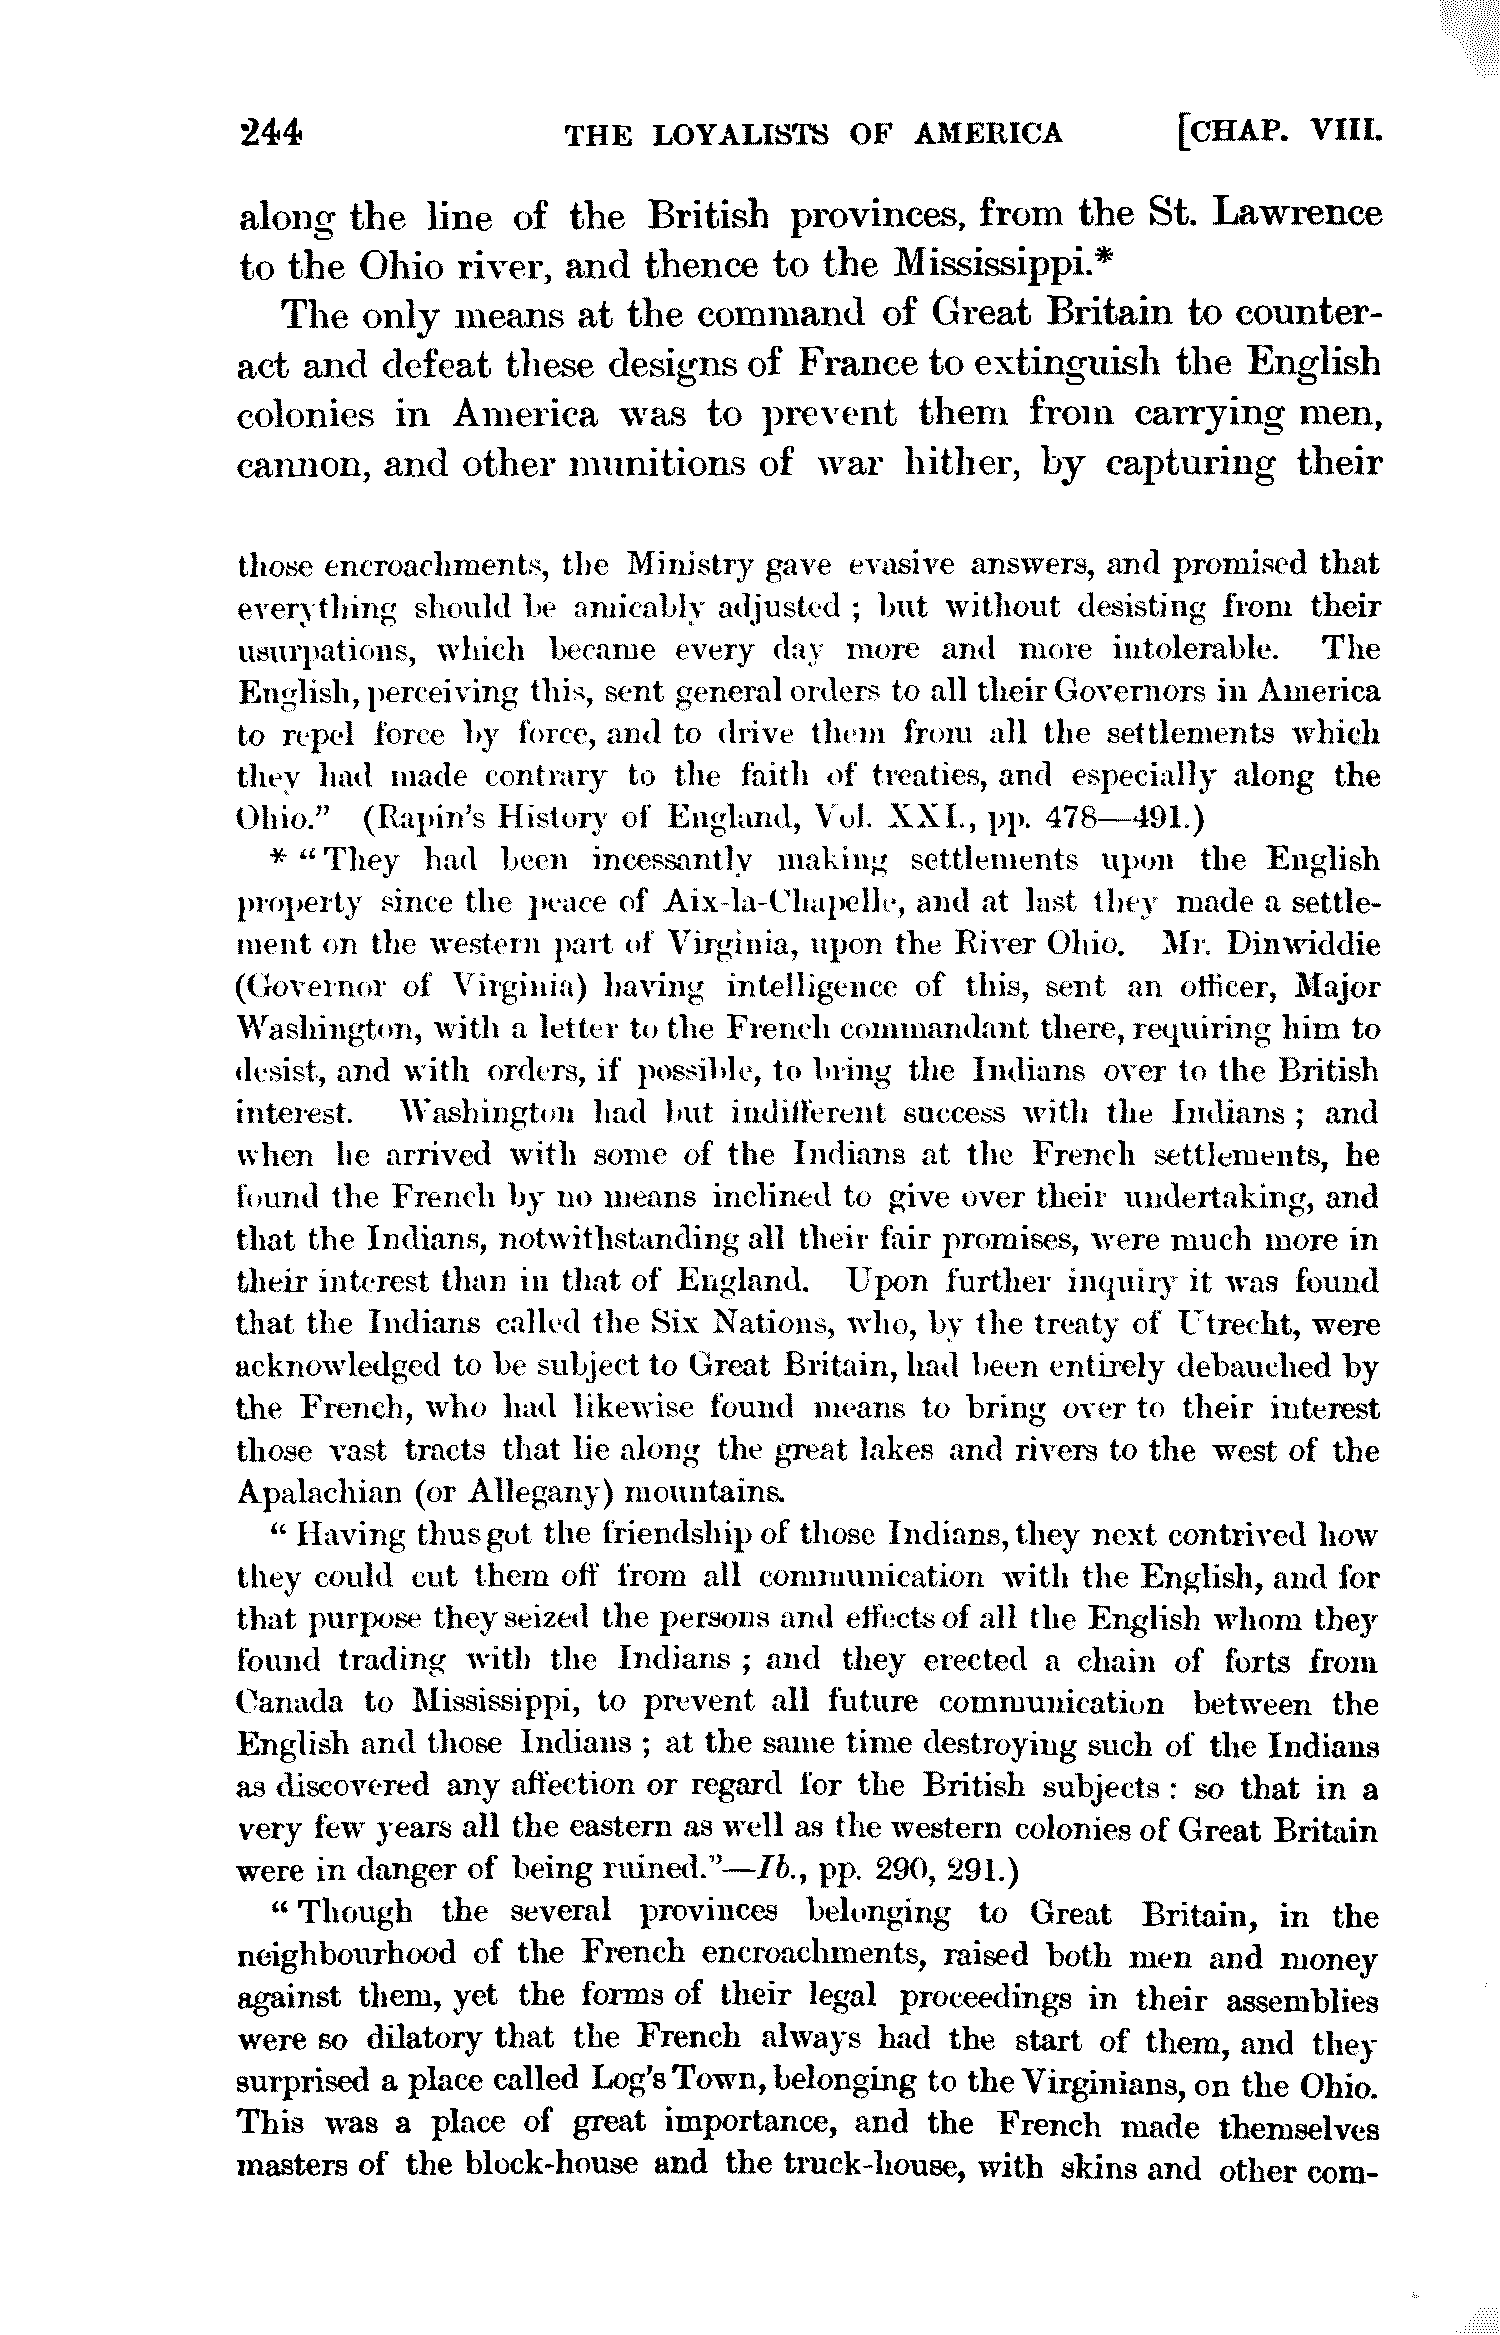 244 THE LOYALISTS OF AMERICA [CHAP. VIII.
along the line of the British provinces, from the St. Lawrence
to the Ohio river, and thence to the Mississippi.*
The only means at the command of Great Britain to counter-
act and defeat these designs of France to extinguish the English
colonies in America was to prevent them from carrying men,
cannon, and other munitions of war hither, by capturing their
those encroachments, the Ministry gave evasive answers, and promised that
everything should be amicably adjusted ; but without desisting from their
usurpations, which became every day more and more intolerable. The
English, perceiving this, sent general orders to all their Governors in America
to repel force by force, and to drive them from all the settlements which
they had made contrary to the faith of treaties, and especially along the
Ohio.” (Rapin's History of England, Vol. XXI., pp. 478—491.)
* “They had been incessantly making settlements upon the English
property since the peace of Aix-la-Chapelle, and at last they made a settle-
ment on the western part of Virginia, upon the River Ohio. Mr. Dinwiddie
(Governor of Virginia) having intelligence of this, sent an officer, Major
Washington, with a letter to the French commandant there, requiring him to
desist, and with orders, if possible, to bring the Indians over to the British
interest. Washington had but indifferent success with the Indians ; and
when he arrived with some of the Indians at the French settlements, he
found the French by no means inclined to give over their undertaking, and
that the Indians, notwithstanding all their fair promises, were much more in
their interest than in that of England. Upon further inquiry it was found
that the Indians called the Six Nations, who, by the treaty of Utrecht, were
acknowledged to be subject to Great Britain, had been entirely debauched by
the French, who had likewise found means to bring over to their interest
those vast tracts that lie along the great lakes and rivers to the west of the
Apalachian (or Allegany) mountains.
“ Having thus got the friendship of those Indians, they next contrived how
they could cut them off from all communication with the English, and for
that purpose they seized the persons and effects of all the English whom they
found trading with the Indians ; and they erected a chain of forts from
Canada to Mississippi, to prevent all future communication between the
English and those Indians ; at the same time destroying such of the Indians
as discovered any affection or regard for the British subjects : so that in a
very few years all the eastern as well as the western colonies of Great Britain
were in danger of being ruined.”—Ib., pp. 290, 291.)
“ Though the several provinces belonging to Great Britain, in the
neighbourhood of the French encroachments, raised both men and money
against them, yet the forms of their legal proceedings in their assemblies
were so dilatory that the French always had the start of them, and they
surprised a place called Log's Town, belonging to the Virginians, on the Ohio.
This was a place of great importance, and the French made themselves
masters of the block-house and the truck-house, with skins and other com-